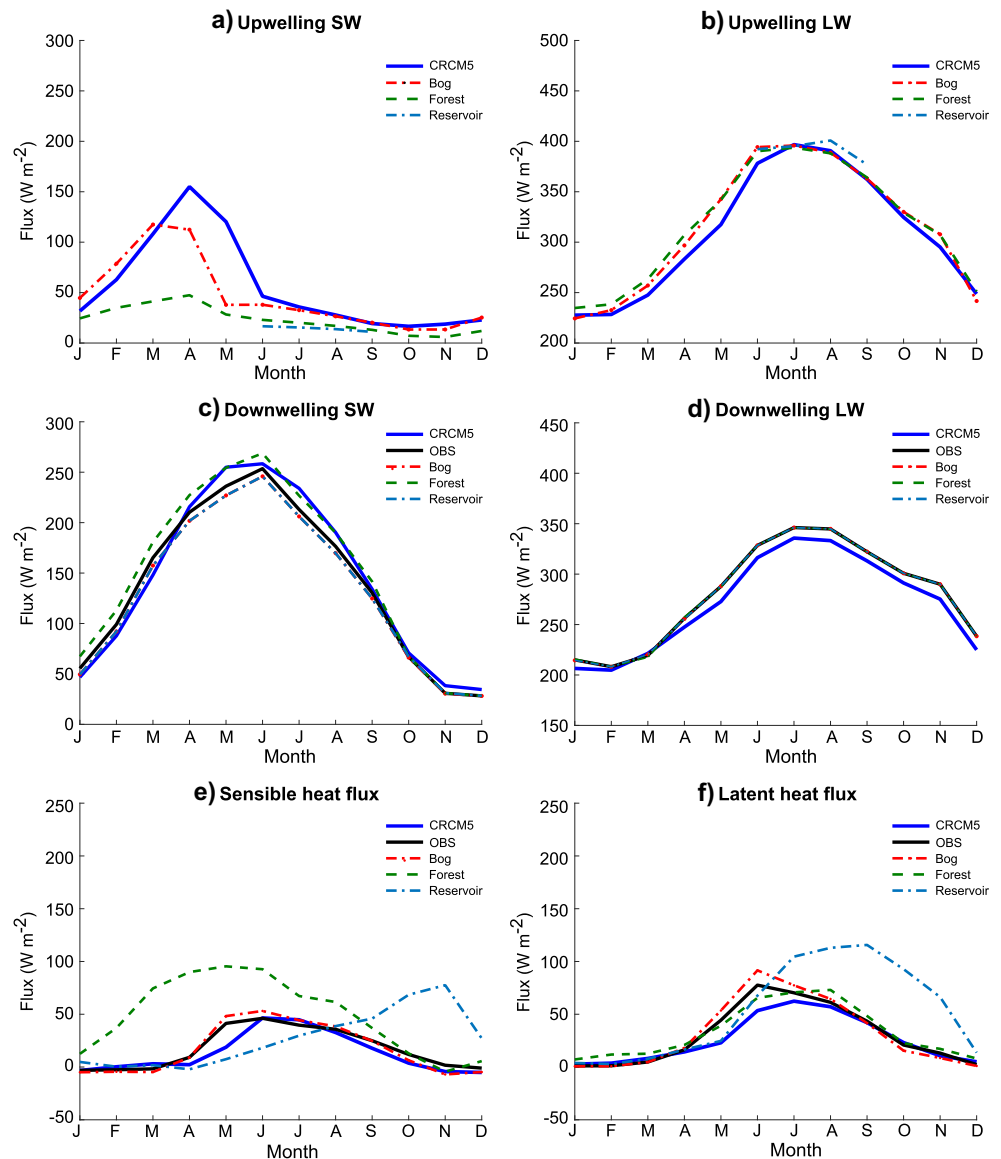 a) Upwelling SW
300
250
200
150
100
50
0
Flux (W m-2)
J F M A M J J A S O N D
Month
CRCM5
Bog
Forest
Reservoir
b) Upwelling LW
500
450
400
350
300
250
200
Flux (W m-2)
J F M A M J J A S O N D
Month
CRCM5
Bog
Forest
Reservoir
c) Downwelling SW
300
250
200
150
100
50
0
Flux (W m-2)
J F M A M J J A S O N D
Month
CRCM5
OBS
Bog
Forest
Reservoir
d) Downwelling LW
450
400
350
300
250
200
150
Flux (W m-2)
J F M A M J J A S O N D
Month
CRCM5
OBS
Bog
Forest
Reservoir
e) Sensible heat flux
250
200
150
100
50
0
-50
Flux (W m-2)
J F M A M J J A S O N D
Month
CRCM5
OBS
Bog
Forest
Reservoir
f) Latent heat flux
250
200
150
100
50
0
-50
Flux (W m-2)
J F M A M J J A S O N D
Month
CRCM5
OBS
Bog
Forest
Reservoir